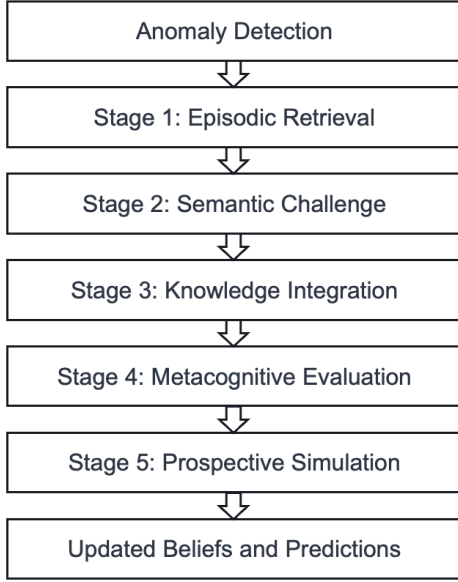 Anomaly Detection
Stage 1: Episodic Retrieval
Stage 2: Semantic Challenge
Stage 3: Knowledge Integration
Stage 4: Metacognitive Evaluation
Stage 5: Prospective Simulation
Updated Beliefs and Predictions